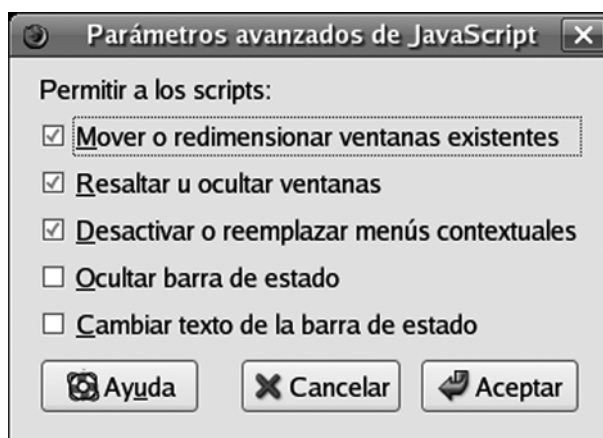 Parámetros avanzados de JavaScript
Permitir a los scripts:
Mover o redimensionar ventanas existentes
Resaltar u ocultar ventanas
Desactivar o reemplazar menús contextuales
Ocultar barra de estado
Cambiar texto de la barra de estado
Ayuda Cancelar Aceptar